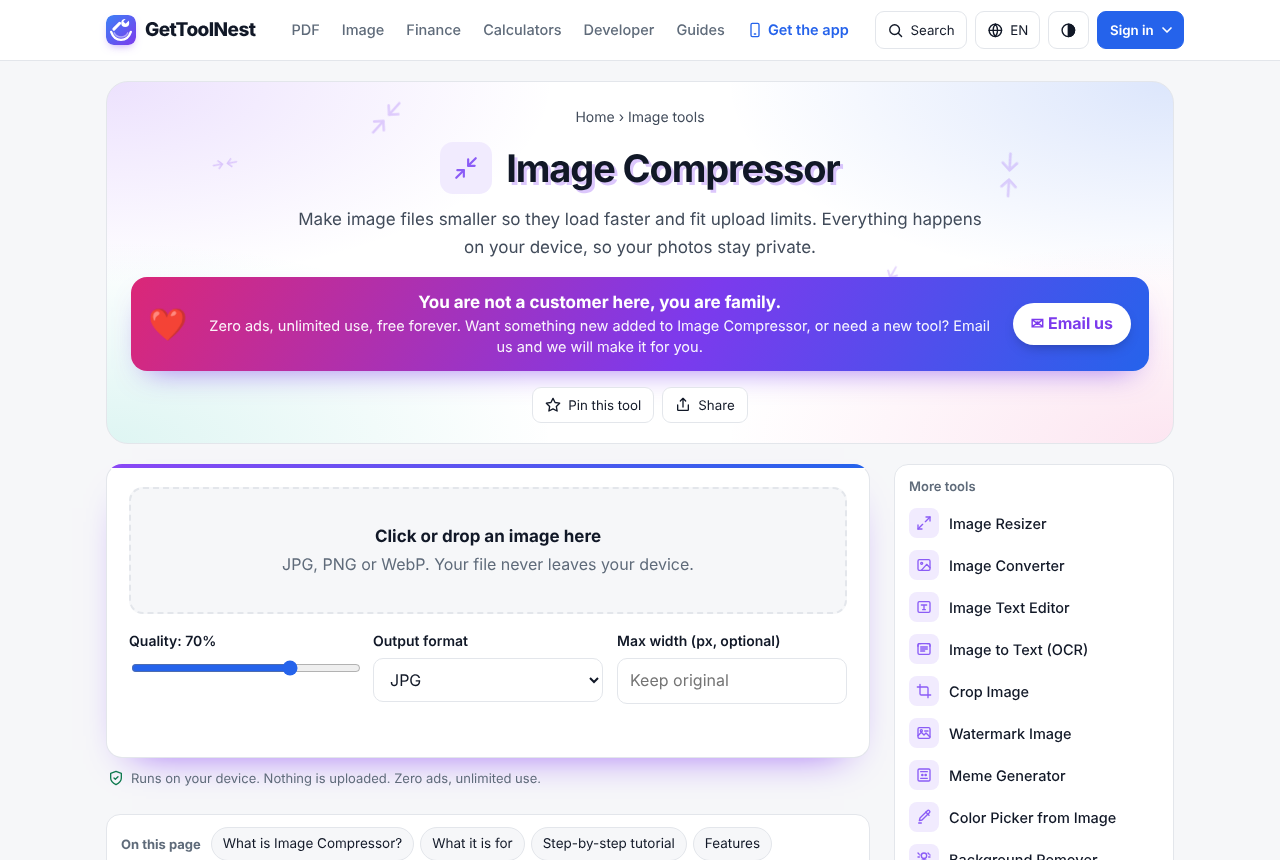 GetToolNest
PDF
Image
Finance
Calculators
Developer
Guides
Get the app
Search
EN
Sign in
Home › Image tools
Image Compressor
Make image files smaller so they load faster and fit upload limits. Everything happens
on your device, so your photos stay private.
You are not a customer here, you are family.
Zero ads, unlimited use, free forever. Want something new added to Image Compressor, or need a new tool? Email
us and we will make it for you.
✉ Email us
Pin this tool
Share
Click or drop an image here
JPG, PNG or WebP. Your file never leaves your device.
Quality: 70%
Output format
Max width (px, optional)
JPG
Keep original
Runs on your device. Nothing is uploaded. Zero ads, unlimited use.
On this page
What is Image Compressor?
What it is for
Step-by-step tutorial
Features
More tools
Image Resizer
Image Converter
Image Text Editor
Image to Text (OCR)
Crop Image
Watermark Image
Meme Generator
Color Picker from Image
Background Remover